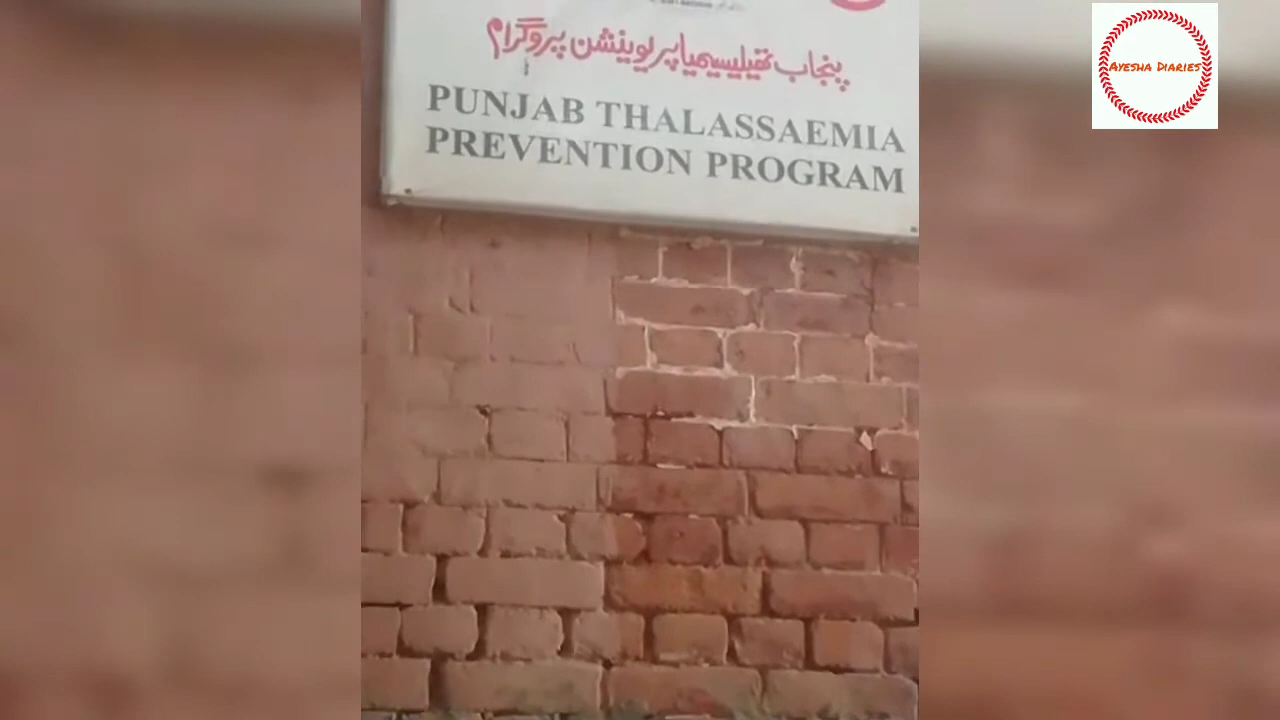 پنجاب تھیلیسیمیا پریوینشن پروگرام
PUNJAB THALASSAEMIA
PREVENTION PROGRAM
AYESHA DIARIES